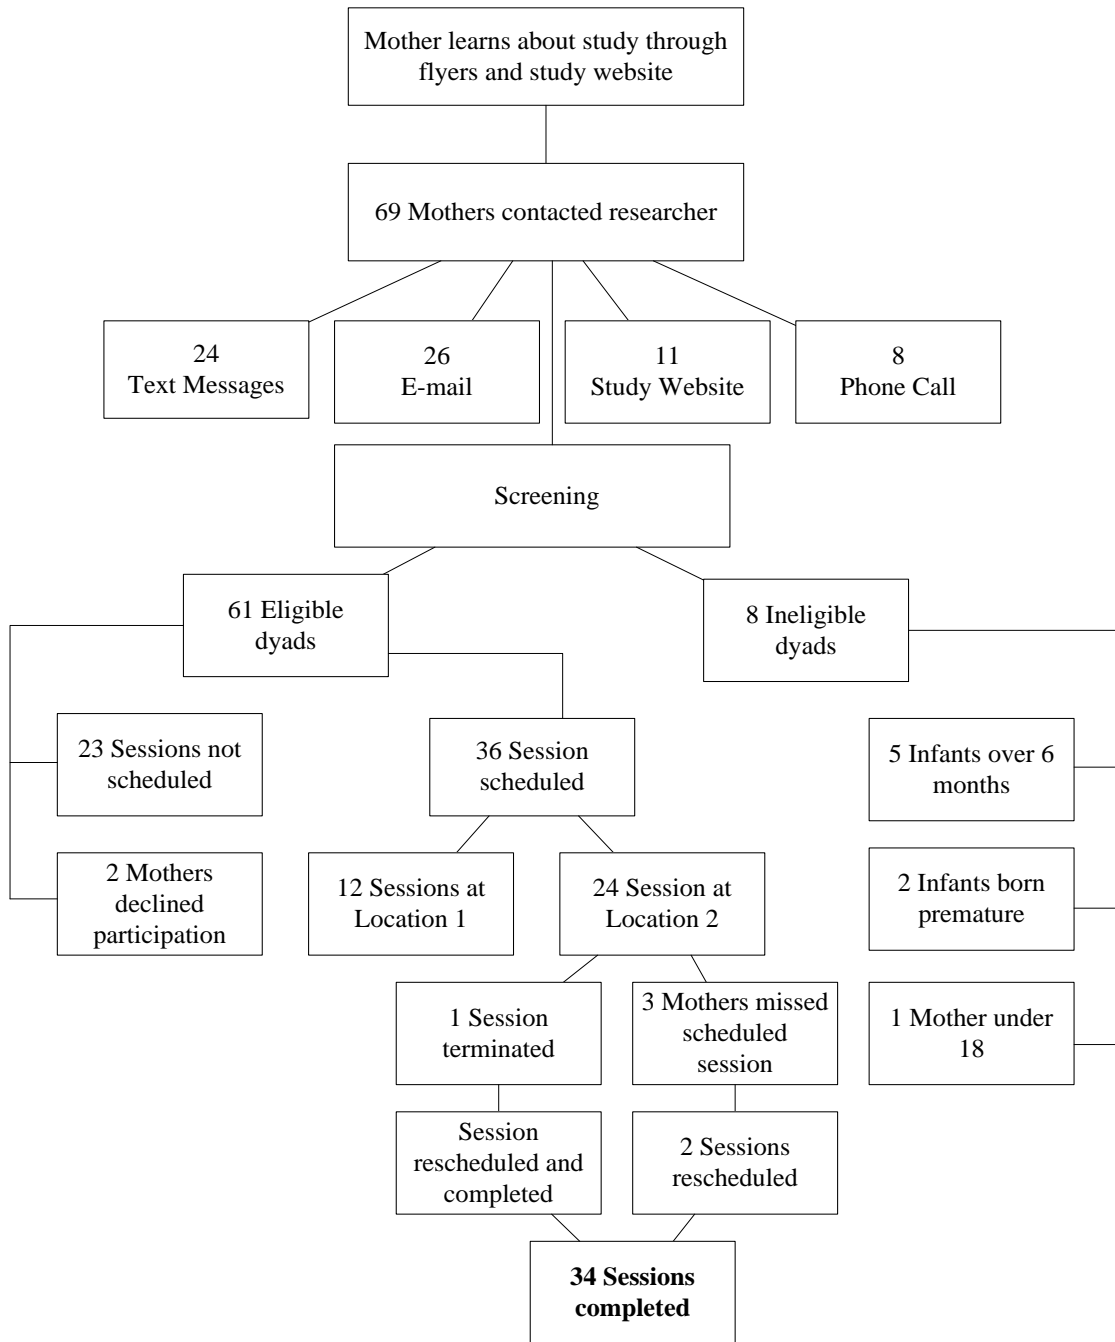 Mother learns about study through
flyers and study website
69 Mothers contacted researcher
24
Text Messages
26
E-mail
11
Study Website
8
Phone Call
Screening
61 Eligible
dyads
8 Ineligible
dyads
23 Sessions not
scheduled
36 Session
scheduled
5 Infants over 6
months
2 Mothers
declined
participation
12 Sessions at
Location 1
24 Session at
Location 2
2 Infants born
premature
1 Session
terminated
3 Mothers missed
scheduled
session
1 Mother under
18
Session
rescheduled and
completed
2 Sessions
rescheduled
34 Sessions
completed